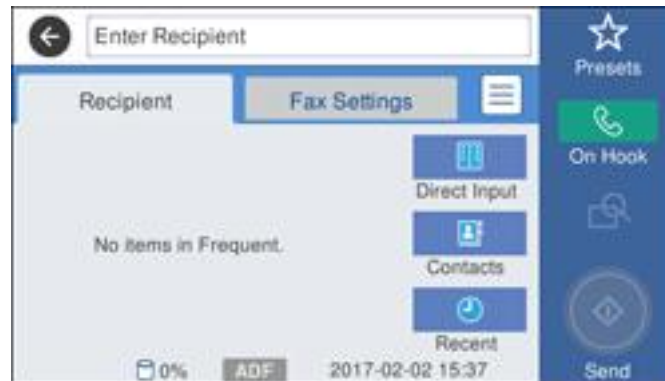 Enter Recipient
Presets
Recipient
Fax Settings
On Hook
Direct Input
No items in Frequent.
Contacts
Recent
0%
ADF
2017-02-02 15:37
Send